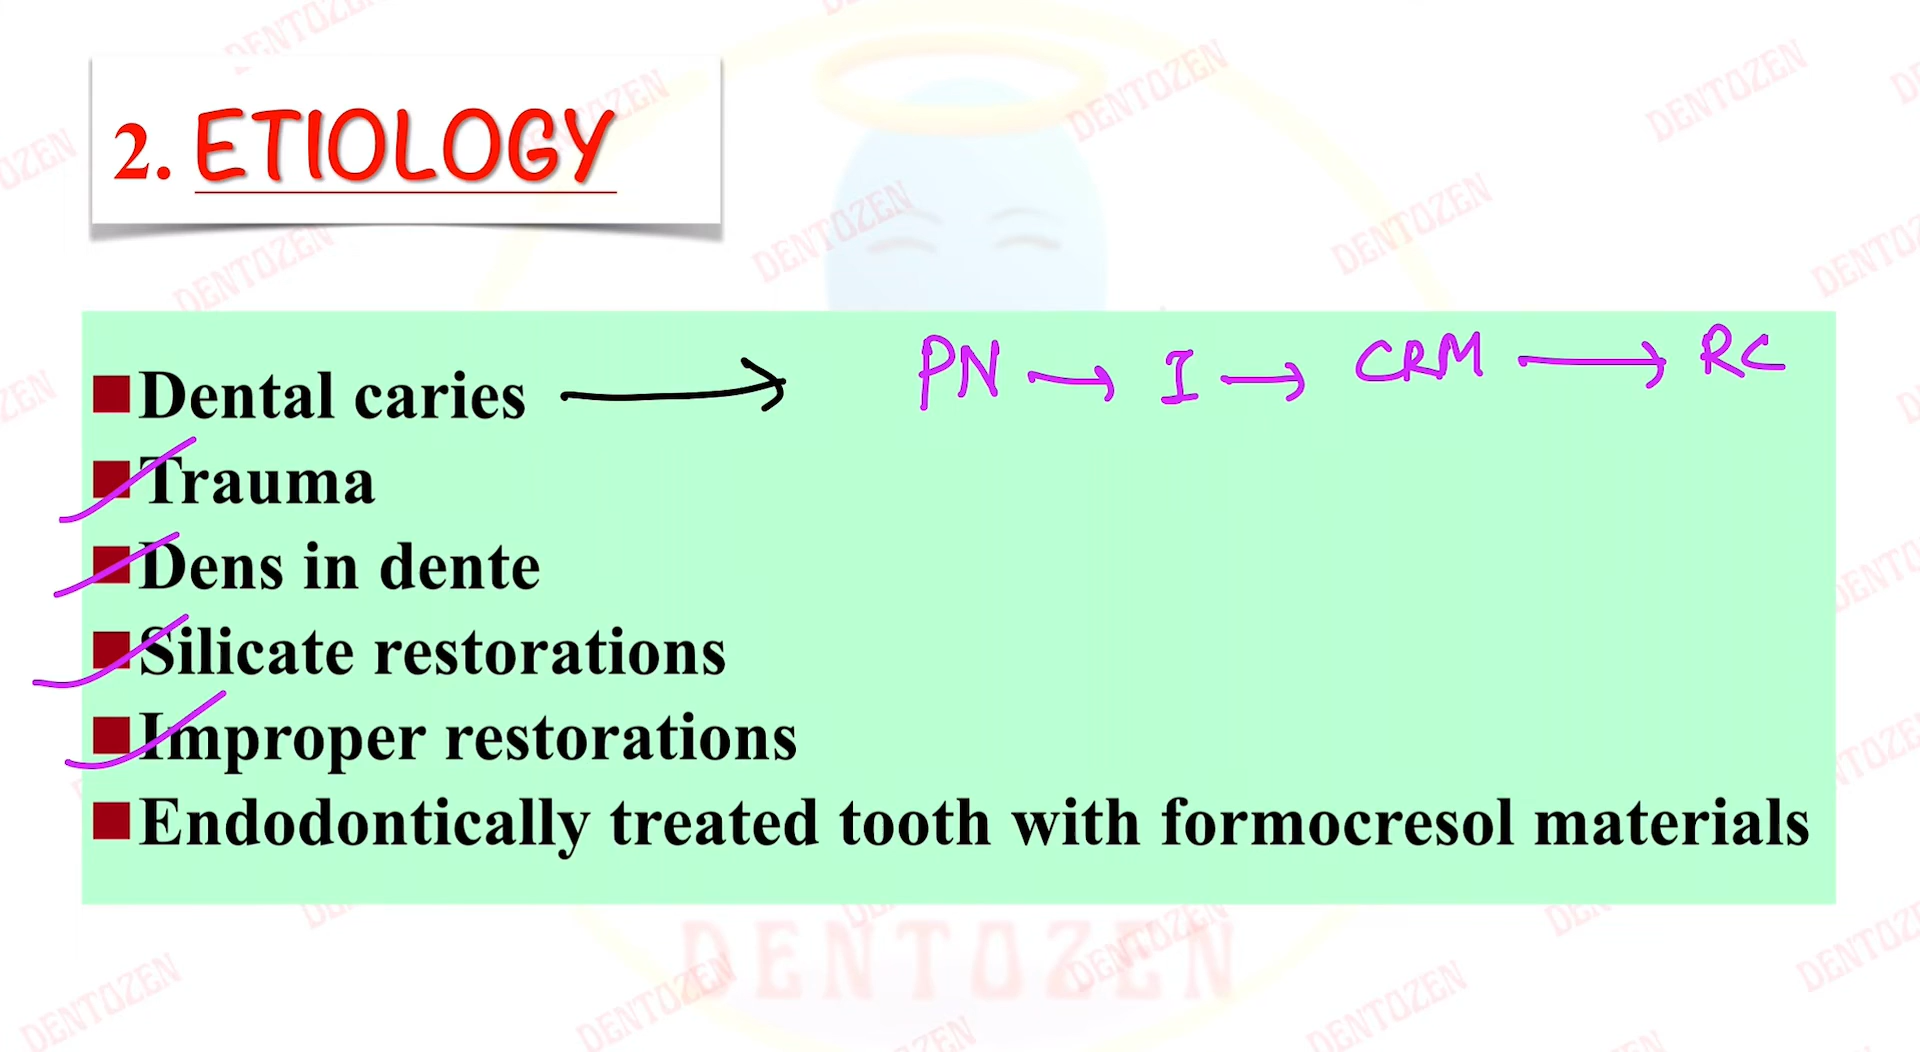 2. ETIOLOGY
Dental caries → PN → I → CRM → RC
Trauma
Dens in dente
Silicate restorations
Improper restorations
Endodontically treated tooth with formocresol materials
DENTOZEN